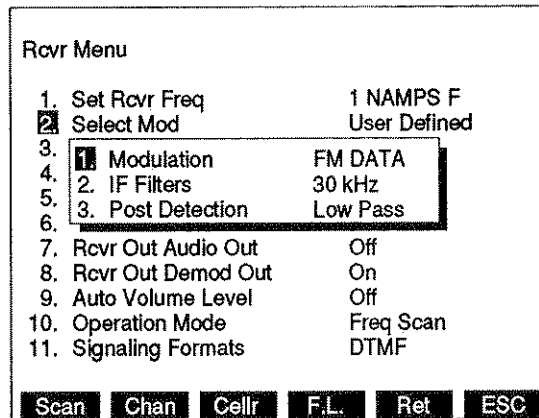 Rcvr Menu
1. Set Rcvr Freq 1 NAMPS F
2. Select Mod User Defined
3.
1. Modulation FM DATA
4.
2. IF Filters 30 kHz
5.
3. Post Detection Low Pass
6.
7. Rcvr Out Audio Out Off
8. Rcvr Out Demod Out On
9. Auto Volume Level Off
10. Operation Mode Freq Scan
11. Signaling Formats DTMF
Scan Chan Cellr F.L. Ret ESC